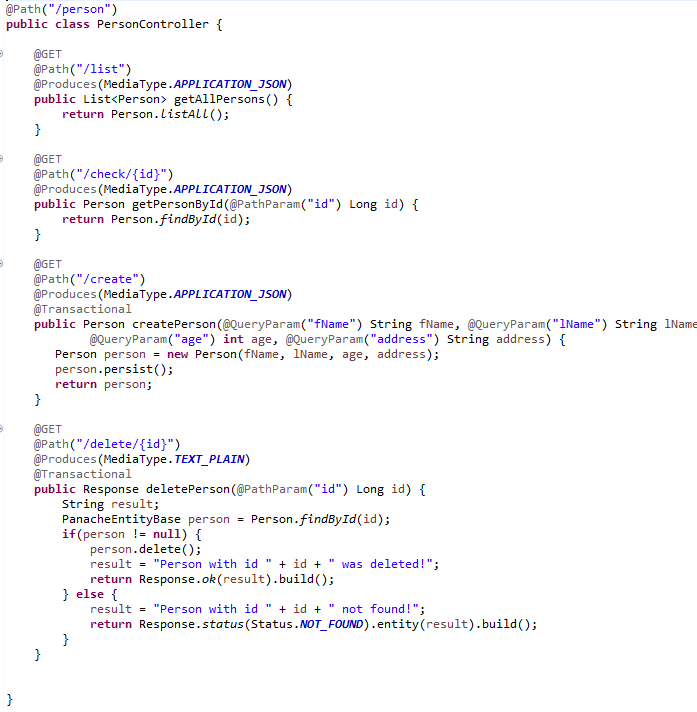 @Path("/person")
public class PersonController {
@GET
@Path("/list")
@Produces(MediaType.APPLICATION_JSON)
public List<Person> getAllPersons() {
return Person.listAll();
}
@GET
@Path("/check/{id}")
@Produces(MediaType.APPLICATION_JSON)
public Person getPersonById(@PathParam("id") Long id) {
return Person.findById(id);
}
@GET
@Path("/create")
@Produces(MediaType.APPLICATION_JSON)
@Transactional
public Person createPerson(@QueryParam("fName") String fName, @QueryParam("lName") String lName
@QueryParam("age") int age, @QueryParam("address") String address) {
Person person = new Person(fName, lName, age, address);
person.persist();
return person;
}
@GET
@Path("/delete/{id}")
@Produces(MediaType.TEXT_PLAIN)
@Transactional
public Response deletePerson(@PathParam("id") Long id) {
String result;
PanacheEntityBase person = Person.findById(id);
if(person != null) {
person.delete();
result = "Person with id " + id + " was deleted!";
return Response.ok(result).build();
} else {
result = "Person with id " + id + " not found!";
return Response.status(Status.NOT_FOUND).entity(result).build();
}
}
}